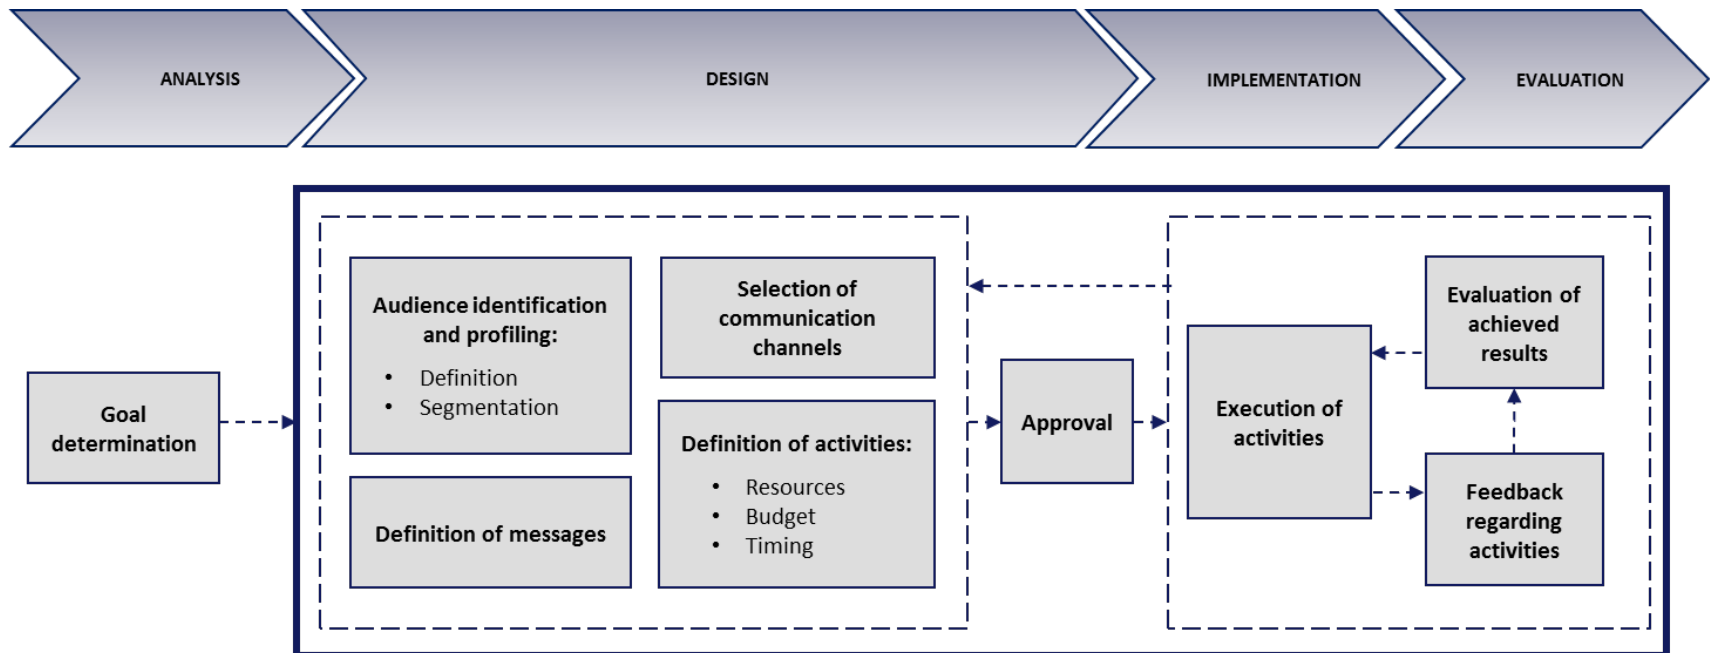 ANALYSIS
DESIGN
IMPLEMENTATION
EVALUATION
Goal
determination
Audience identification
and profiling:
• Definition
• Segmentation
Definition of messages
Selection of
communication
channels
Definition of activities:
• Resources
• Budget
• Timing
Approval
Execution of
activities
Evaluation of
achieved
results
Feedback
regarding
activities